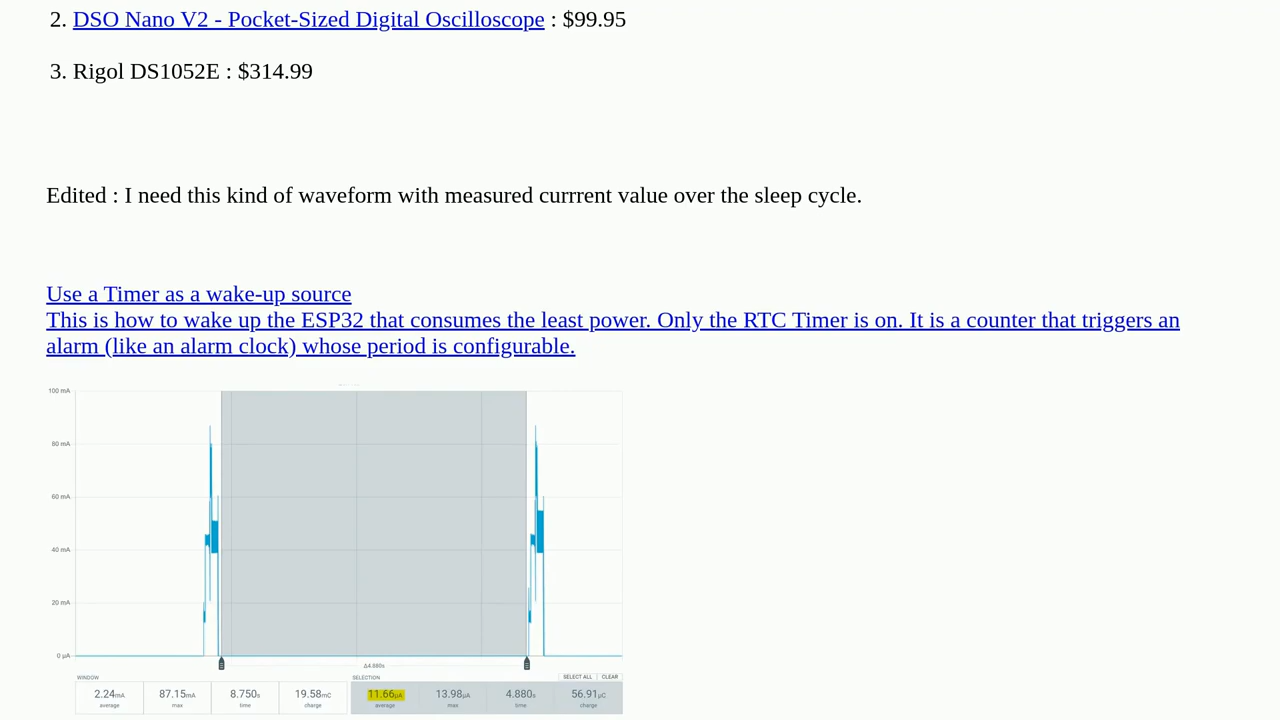 2. DSO Nano V2 - Pocket-Sized Digital Oscilloscope : $99.95
3. Rigol DS1052E : $314.99
Edited : I need this kind of waveform with measured currrent value over the sleep cycle.
Use a Timer as a wake-up source
This is how to wake up the ESP32 that consumes the least power. Only the RTC Timer is on. It is a counter that triggers an
alarm (like an alarm clock) whose period is configurable.
100 mA
80 mA
60 mA
40 mA
20 mA
0 µA
Δ4.880s
WINDOW SELECTION SELECT ALL CLEAR
2.24mA 87.15mA 8.750s 19.58mC 11.66µA 13.98µA 4.880s 56.91µC
average max time charge average max time charge